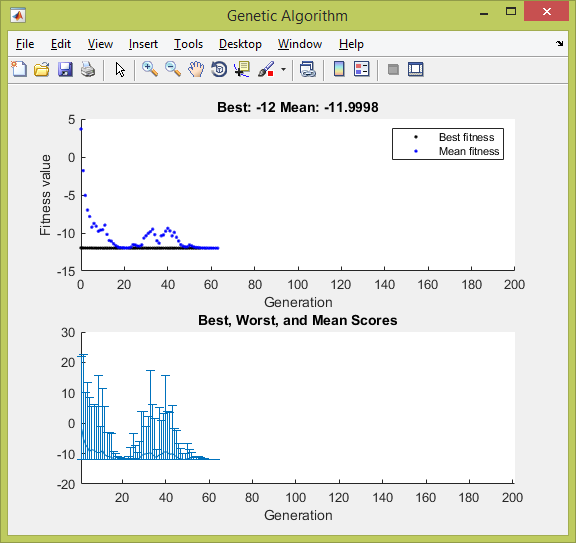 Genetic Algorithm
File Edit View Insert Tools Desktop Window Help
Best: -12 Mean: -11.9998
5
0
-5
-10
-15
Fitness value
Best fitness
Mean fitness
0 20 40 60 80 100 120 140 160 180 200
Generation
Best, Worst, and Mean Scores
30
20
10
0
-10
-20
20 40 60 80 100 120 140 160 180 200
Generation